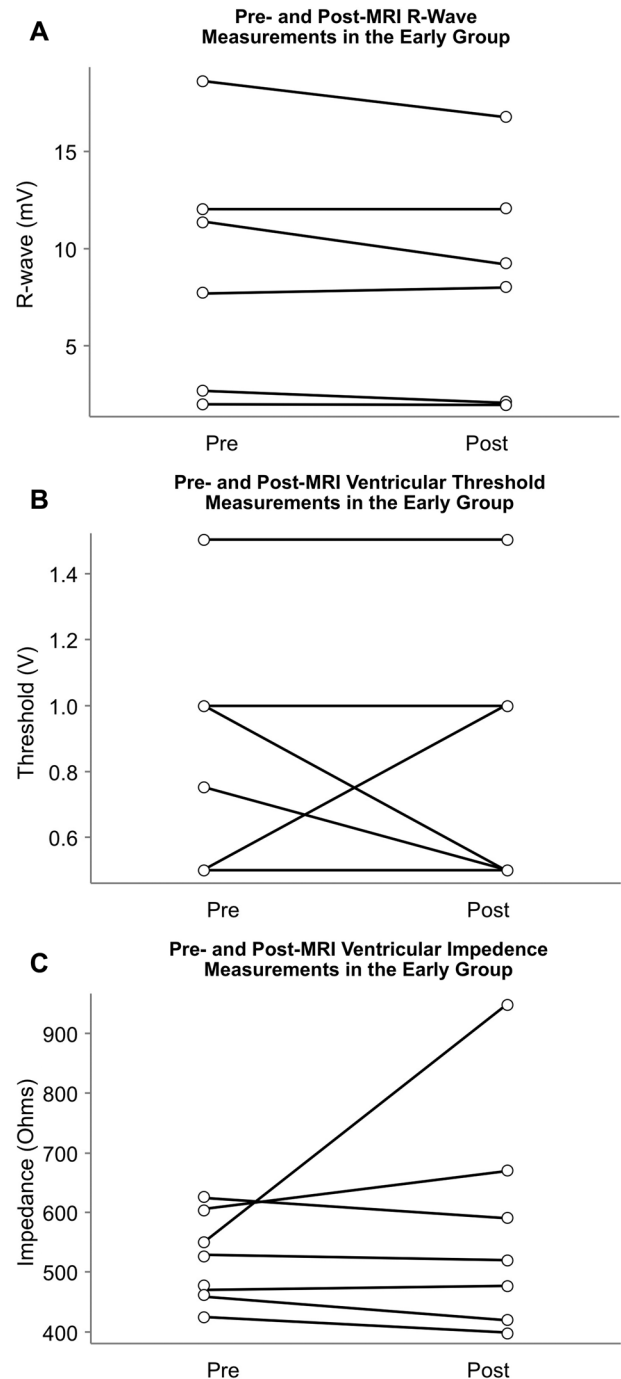 A
Pre- and Post-MRI R-Wave
Measurements in the Early Group
R-wave (mV)
15
10
5
Pre
Post
B
Pre- and Post-MRI Ventricular Threshold
Measurements in the Early Group
Threshold (V)
1.4
1.2
1.0
0.8
0.6
Pre
Post
C
Pre- and Post-MRI Ventricular Impedence
Measurements in the Early Group
Impedance (Ohms)
900
800
700
600
500
400
Pre
Post